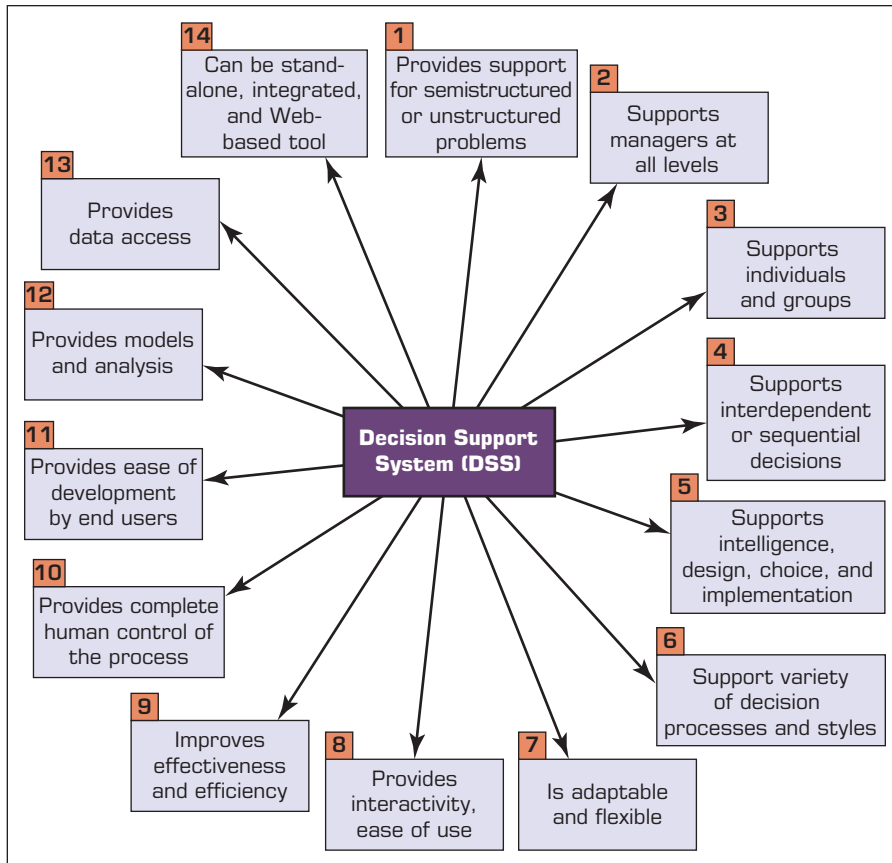 14
Can be stand-
alone, integrated,
and Web-
based tool
1
Provides support
for semistructured
or unstructured
problems
2
Supports
managers at
all levels
3
Supports
individuals
and groups
4
Supports
interdependent
or sequential
decisions
5
Supports
intelligence,
design, choice, and
implementation
6
Support variety
of decision
processes and styles
7
Is adaptable
and flexible
8
Provides
interactivity,
ease of use
9
Improves
effectiveness
and efficiency
10
Provides complete
human control of
the process
11
Provides ease of
development
by end users
12
Provides models
and analysis
13
Provides
data access
Decision Support
System (DSS)